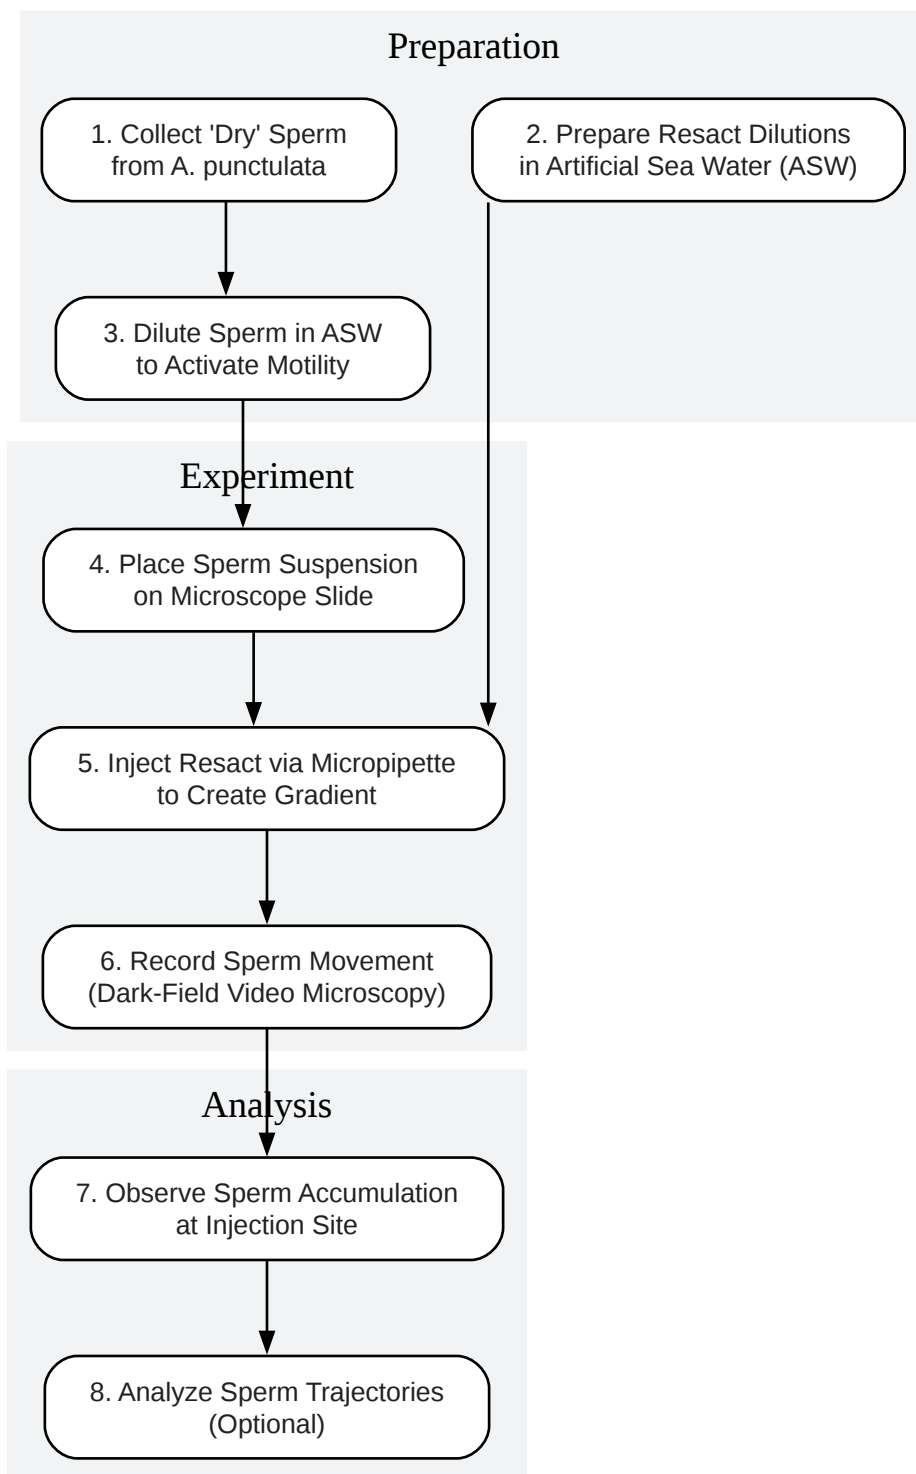 Preparation
1. Collect 'Dry' Sperm
from A. punctulata
2. Prepare Resact Dilutions
in Artificial Sea Water (ASW)
3. Dilute Sperm in ASW
to Activate Motility
Experiment
4. Place Sperm Suspension
on Microscope Slide
5. Inject Resact via Micropipette
to Create Gradient
6. Record Sperm Movement
(Dark-Field Video Microscopy)
Analysis
7. Observe Sperm Accumulation
at Injection Site
8. Analyze Sperm Trajectories
(Optional)